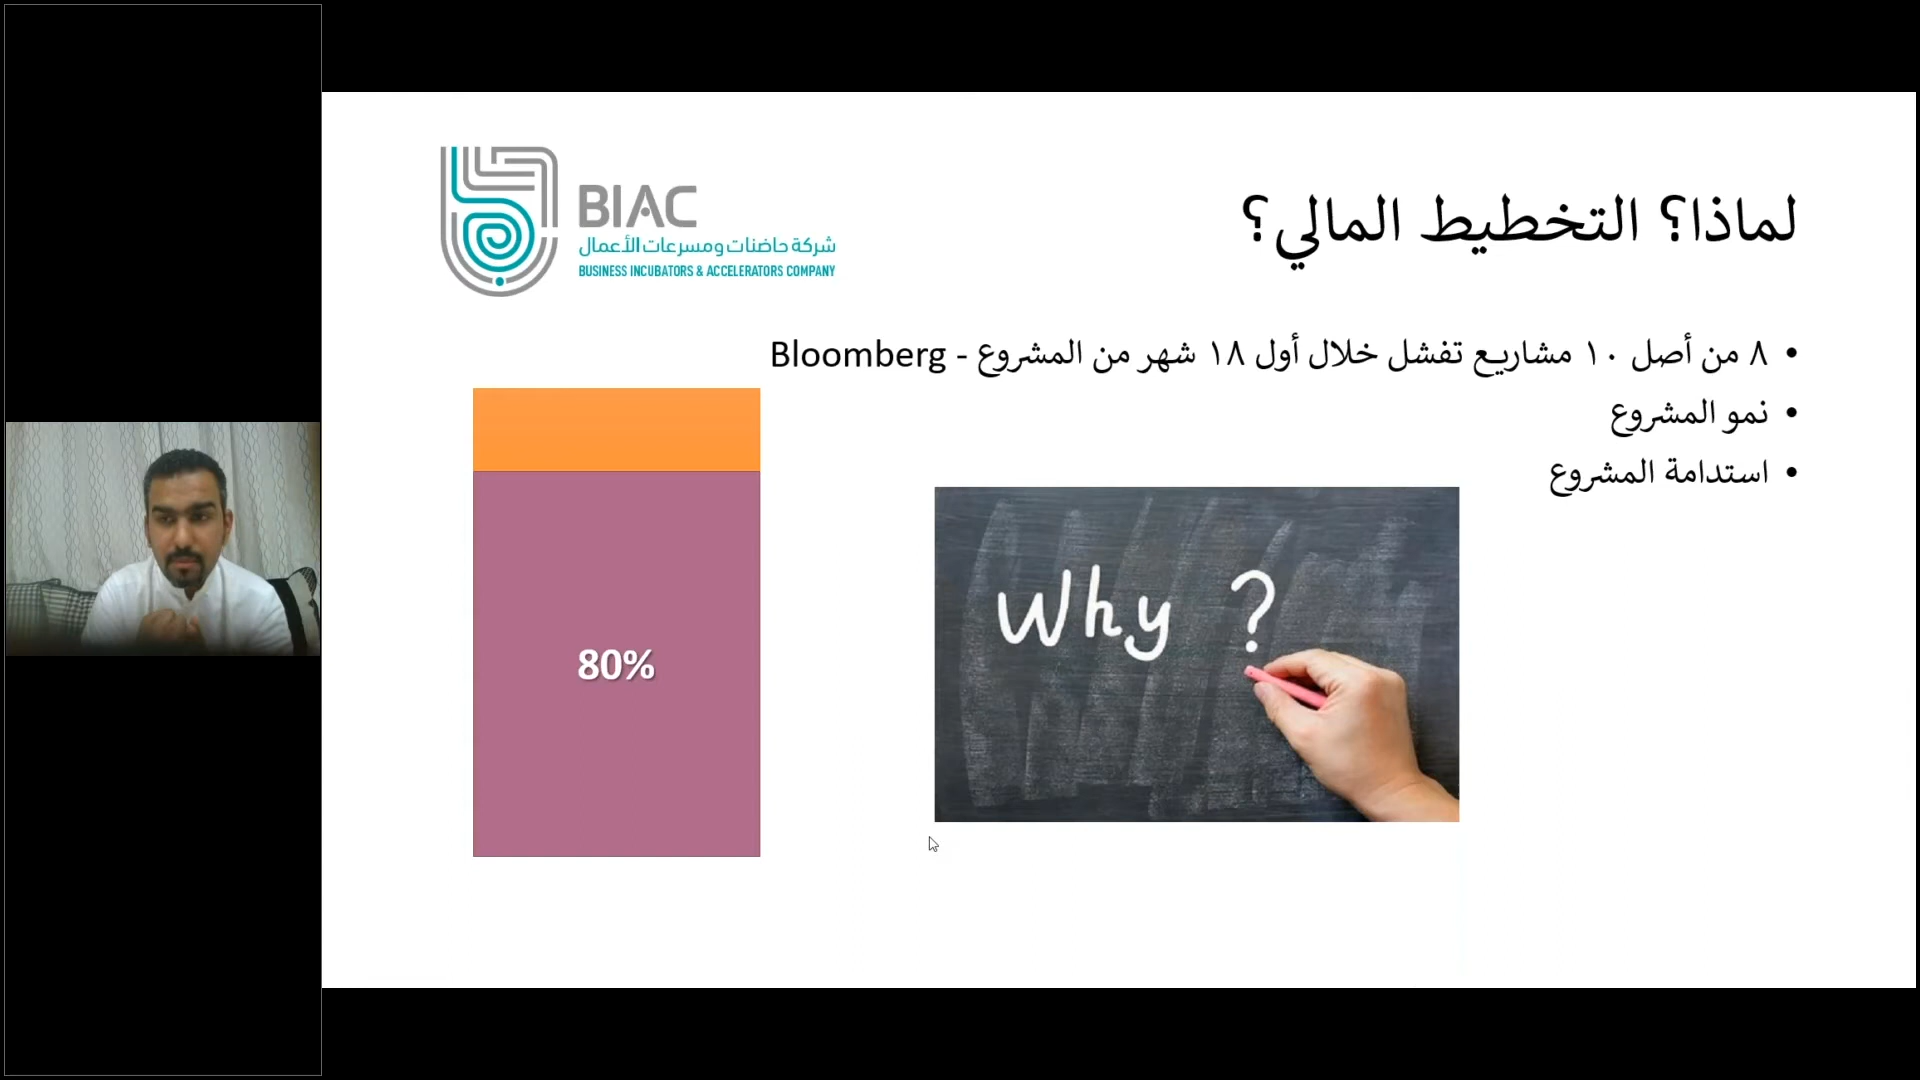 BIAC
شركة حاضنات ومسرعات الأعمال
BUSINESS INCUBATORS & ACCELERATORS COMPANY
لماذا؟ التخطيط المالي؟
• ٨ من أصل ١٠ مشاريع تفشل خلال أول ١٨ شهر من المشروع - Bloomberg
• نمو المشروع
• استدامة المشروع
80%
Why ?